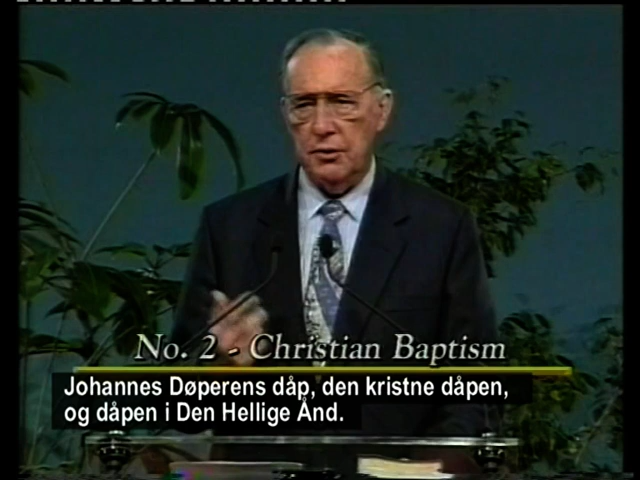 No. 2 - Christian Baptism
Johannes Døperens dåp, den kristne dåpen,
og dåpen i Den Hellige Ånd.